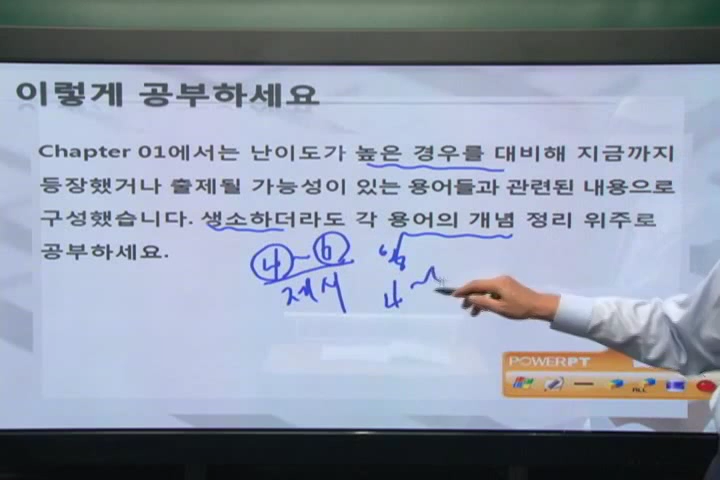 이렇게 공부하세요
Chapter 01에서는 난이도가 높은 경우를 대비해 지금까지
등장했거나 출제될 가능성이 있는 용어들과 관련된 내용으로
구성했습니다. 생소하더라도 각 용어의 개념 정리 위주로
공부하세요.
4~6
4
POWERPT
ALL